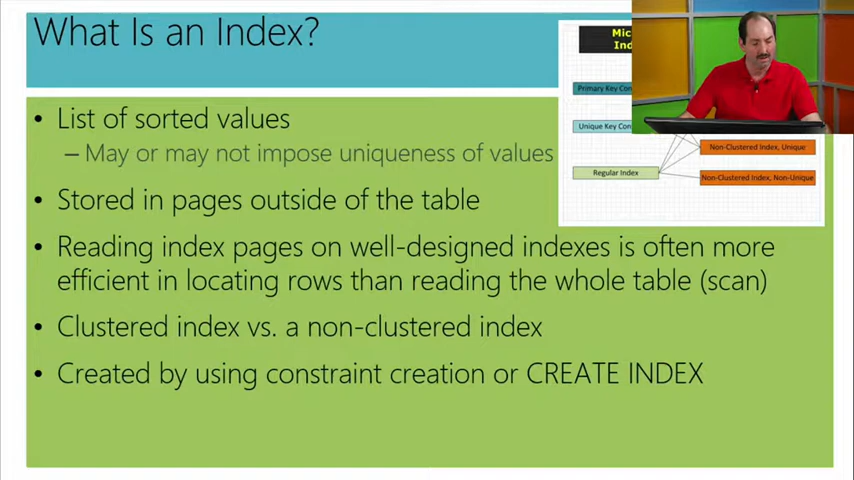 What Is an Index?
• List of sorted values
– May or may not impose uniqueness of values
• Stored in pages outside of the table
• Reading index pages on well-designed indexes is often more
efficient in locating rows than reading the whole table (scan)
• Clustered index vs. a non-clustered index
• Created by using constraint creation or CREATE INDEX
Primary Key
Unique Key
Regular Index
Non-Clustered Index, Unique
Non-Clustered Index, Non-Unique